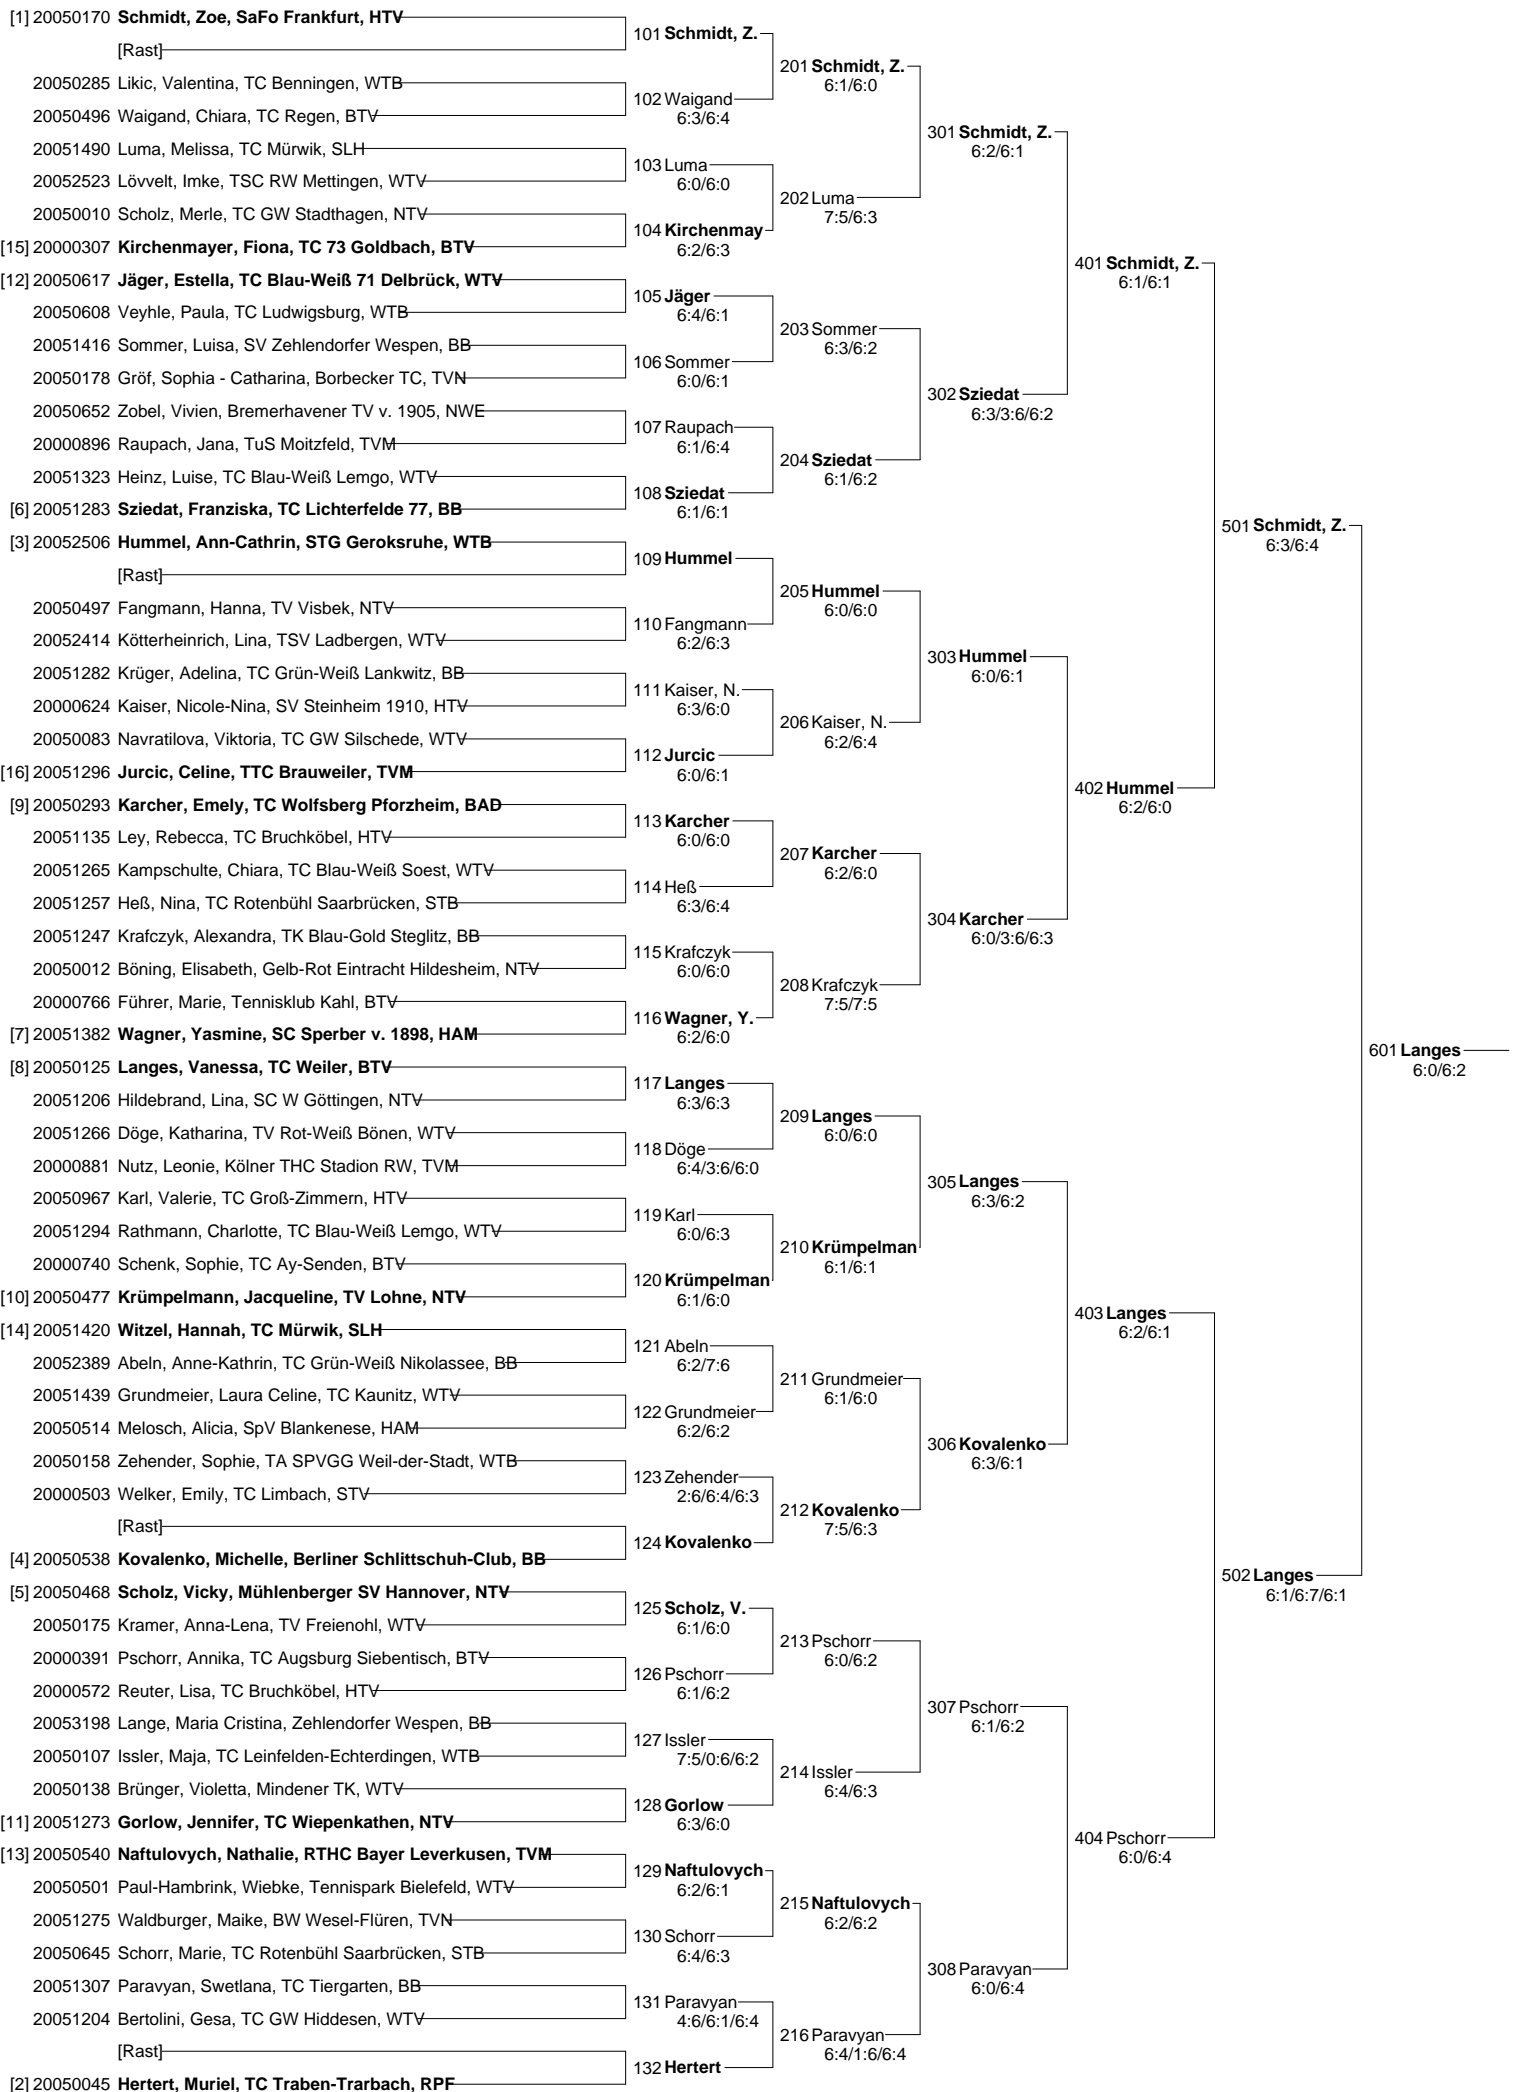 [1] 20050170 Schmidt, Zoe, SaFo Frankfurt, HTV
[Rast]
20050285 Likic, Valentina, TC Benningen, WTB
20050496 Waigand, Chiara, TC Regen, BTV
20051490 Luma, Melissa, TC Mürwik, SLH
20052523 Lövvelt, Imke, TSC RW Mettingen, WTV
20050010 Scholz, Merle, TC GW Stadthagen, NTV
[15] 20000307 Kirchenmayer, Fiona, TC 73 Goldbach, BTV
[12] 20050617 Jäger, Estella, TC Blau-Weiß 71 Delbrück, WTV
20050608 Veyhle, Paula, TC Ludwigsburg, WTB
20051416 Sommer, Luisa, SV Zehlendorfer Wespen, BB
20050178 Gröf, Sophia - Catharina, Borbecker TC, TVN
20050652 Zobel, Vivien, Bremerhavener TV v. 1905, NWE
20000896 Raupach, Jana, TuS Moitzfeld, TVM
20051323 Heinz, Luise, TC Blau-Weiß Lemgo, WTV
[6] 20051283 Sziedat, Franziska, TC Lichterfelde 77, BB
[3] 20052506 Hummel, Ann-Cathrin, STG Geroksruhe, WTB
[Rast]
20050497 Fangmann, Hanna, TV Visbek, NTV
20052414 Kötterheinrich, Lina, TSV Ladbergen, WTV
20051282 Krüger, Adelina, TC Grün-Weiß Lankwitz, BB
20000624 Kaiser, Nicole-Nina, SV Steinheim 1910, HTV
20050083 Navratilova, Viktoria, TC GW Silschede, WTV
[16] 20051296 Jurcic, Celine, TTC Brauweiler, TVM
[9] 20050293 Karcher, Emely, TC Wolfsberg Pforzheim, BAD
20051135 Ley, Rebecca, TC Bruchköbel, HTV
20051265 Kampschulte, Chiara, TC Blau-Weiß Soest, WTV
20051257 Heß, Nina, TC Rotenbühl Saarbrücken, STB
20051247 Krafczyk, Alexandra, TK Blau-Gold Steglitz, BB
20050012 Böning, Elisabeth, Gelb-Rot Eintracht Hildesheim, NTV
20000766 Führer, Marie, Tennisklub Kahl, BTV
[7] 20051382 Wagner, Yasmine, SC Sperber v. 1898, HAM
[8] 20050125 Langes, Vanessa, TC Weiler, BTV
20051206 Hildebrand, Lina, SC W Göttingen, NTV
20051266 Döge, Katharina, TV Rot-Weiß Bönen, WTV
20000881 Nutz, Leonie, Kölner THC Stadion RW, TVM
20050967 Karl, Valerie, TC Groß-Zimmern, HTV
20051294 Rathmann, Charlotte, TC Blau-Weiß Lemgo, WTV
20000740 Schenk, Sophie, TC Ay-Senden, BTV
[10] 20050477 Krümpelmann, Jacqueline, TV Lohne, NTV
[14] 20051420 Witzel, Hannah, TC Mürwik, SLH
20052389 Abeln, Anne-Kathrin, TC Grün-Weiß Nikolassee, BB
20051439 Grundmeier, Laura Celine, TC Kaunitz, WTV
20050514 Melosch, Alicia, SpV Blankenese, HAM
20050158 Zehender, Sophie, TA SPVGG Weil-der-Stadt, WTB
20000503 Welker, Emily, TC Limbach, STV
[Rast]
[4] 20050538 Kovalenko, Michelle, Berliner Schlittschuh-Club, BB
[5] 20050468 Scholz, Vicky, Mühlenberger SV Hannover, NTV
20050175 Kramer, Anna-Lena, TV Freienohl, WTV
20000391 Pschorr, Annika, TC Augsburg Siebentisch, BTV
20000572 Reuter, Lisa, TC Bruchköbel, HTV
20053198 Lange, Maria Cristina, Zehlendorfer Wespen, BB
20050107 Issler, Maja, TC Leinfelden-Echterdingen, WTB
20050138 Brünger, Violetta, Mindener TK, WTV
[11] 20051273 Gorlow, Jennifer, TC Wiepenkathen, NTV
[13] 20050540 Naftulovych, Nathalie, RTHC Bayer Leverkusen, TVM
20050501 Paul-Hambrink, Wiebke, Tennispark Bielefeld, WTV
20051275 Waldburger, Maike, BW Wesel-Flüren, TVN
20050645 Schorr, Marie, TC Rotenbühl Saarbrücken, STB
20051307 Paravyan, Swetlana, TC Tiergarten, BB
20051204 Bertolini, Gesa, TC GW Hiddesen, WTV
[Rast]
[2] 20050045 Hertert, Muriel, TC Traben-Trarbach, RPF
101 Schmidt, Z.
102 Waigand
6:3/6:4
103 Luma
6:0/6:0
104 Kirchenmay
6:2/6:3
105 Jäger
6:4/6:1
106 Sommer
6:0/6:1
107 Raupach
6:1/6:4
108 Sziedat
6:1/6:1
109 Hummel
110 Fangmann
6:2/6:3
111 Kaiser, N.
6:3/6:0
112 Jurcic
6:0/6:1
113 Karcher
6:0/6:0
114 Heß
6:3/6:4
115 Krafczyk
6:0/6:0
116 Wagner, Y.
6:2/6:0
117 Langes
6:3/6:3
118 Döge
6:4/3:6/6:0
119 Karl
6:0/6:3
120 Krümpelman
6:1/6:0
121 Abeln
6:2/7:6
122 Grundmeier
6:2/6:2
123 Zehender
2:6/6:4/6:3
124 Kovalenko
125 Scholz, V.
6:1/6:0
126 Pschorr
6:1/6:2
127 Issler
7:5/0:6/6:2
128 Gorlow
6:3/6:0
129 Naftulovych
6:2/6:1
130 Schorr
6:4/6:3
131 Paravyan
4:6/6:1/6:4
132 Hertert
201 Schmidt, Z.
6:1/6:0
202 Luma
7:5/6:3
203 Sommer
6:3/6:2
204 Sziedat
6:1/6:2
205 Hummel
6:0/6:0
206 Kaiser, N.
6:2/6:4
207 Karcher
6:2/6:0
208 Krafczyk
7:5/7:5
209 Langes
6:0/6:0
210 Krümpelman
6:1/6:1
211 Grundmeier
6:1/6:0
212 Kovalenko
7:5/6:3
213 Pschorr
6:0/6:2
214 Issler
6:4/6:3
215 Naftulovych
6:2/6:2
216 Paravyan
6:4/1:6/6:4
301 Schmidt, Z.
6:2/6:1
302 Sziedat
6:3/3:6/6:2
303 Hummel
6:0/6:1
304 Karcher
6:0/3:6/6:3
305 Langes
6:3/6:2
306 Kovalenko
6:3/6:1
307 Pschorr
6:1/6:2
308 Paravyan
6:0/6:4
401 Schmidt, Z.
6:1/6:1
402 Hummel
6:2/6:0
403 Langes
6:2/6:1
404 Pschorr
6:0/6:4
501 Schmidt, Z.
6:3/6:4
502 Langes
6:1/6:7/6:1
601 Langes
6:0/6:2